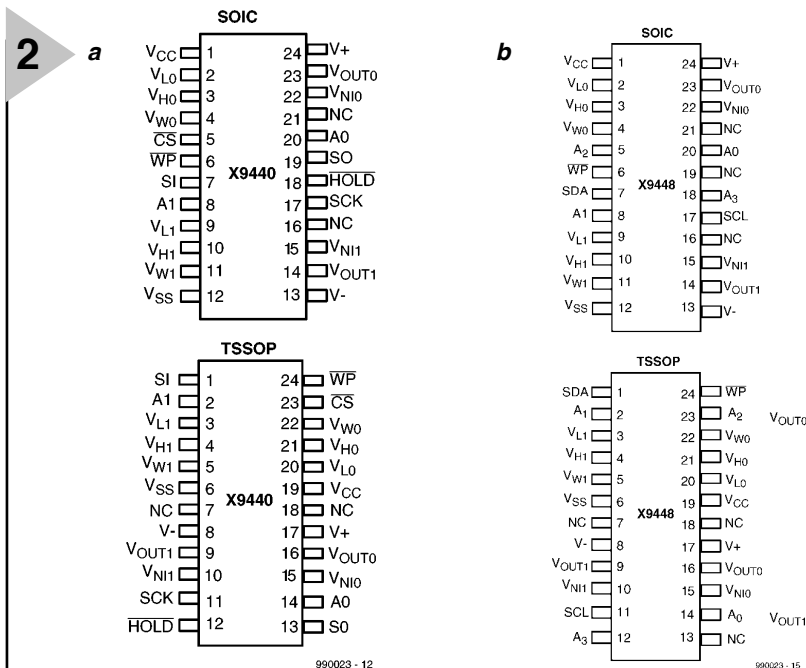 2
a
SOIC
X9440
VCC 1 24 V+
VL0 2 23 VOUT0
VH0 3 22 VNI0
VW0 4 21 NC
C̅S̅ 5 20 A0
W̅P̅ 6 19 SO
SI 7 18 H̅O̅L̅D̅
A1 8 17 SCK
VL1 9 16 NC
VH1 10 15 VNI1
VW1 11 14 VOUT1
VSS 12 13 V-
TSSOP
X9440
SI 1 24 W̅P̅
A1 2 23 C̅S̅
VL1 3 22 VW0
VH1 4 21 VH0
VW1 5 20 VL0
VSS 6 19 VCC
NC 7 18 NC
V- 8 17 V+
VOUT1 9 16 VOUT0
VNI1 10 15 VNI0
SCK 11 14 A0
H̅O̅L̅D̅ 12 13 S0
990023 - 12
b
SOIC
X9448
VCC 1 24 V+
VL0 2 23 VOUT0
VH0 3 22 VNI0
VW0 4 21 NC
A2 5 20 A0
W̅P̅ 6 19 NC
SDA 7 18 A3
A1 8 17 SCL
VL1 9 16 NC
VH1 10 15 VNI1
VW1 11 14 VOUT1
VSS 12 13 V-
TSSOP
X9448
SDA 1 24 W̅P̅
A1 2 23 A2 VOUT0
VL1 3 22 VW0
VH1 4 21 VH0
VW1 5 20 VL0
VSS 6 19 VCC
NC 7 18 NC
V- 8 17 V+
VOUT1 9 16 VOUT0
VNI1 10 15 VNI0
SCL 11 14 A0 VOUT1
A3 12 13 NC
990023 - 15